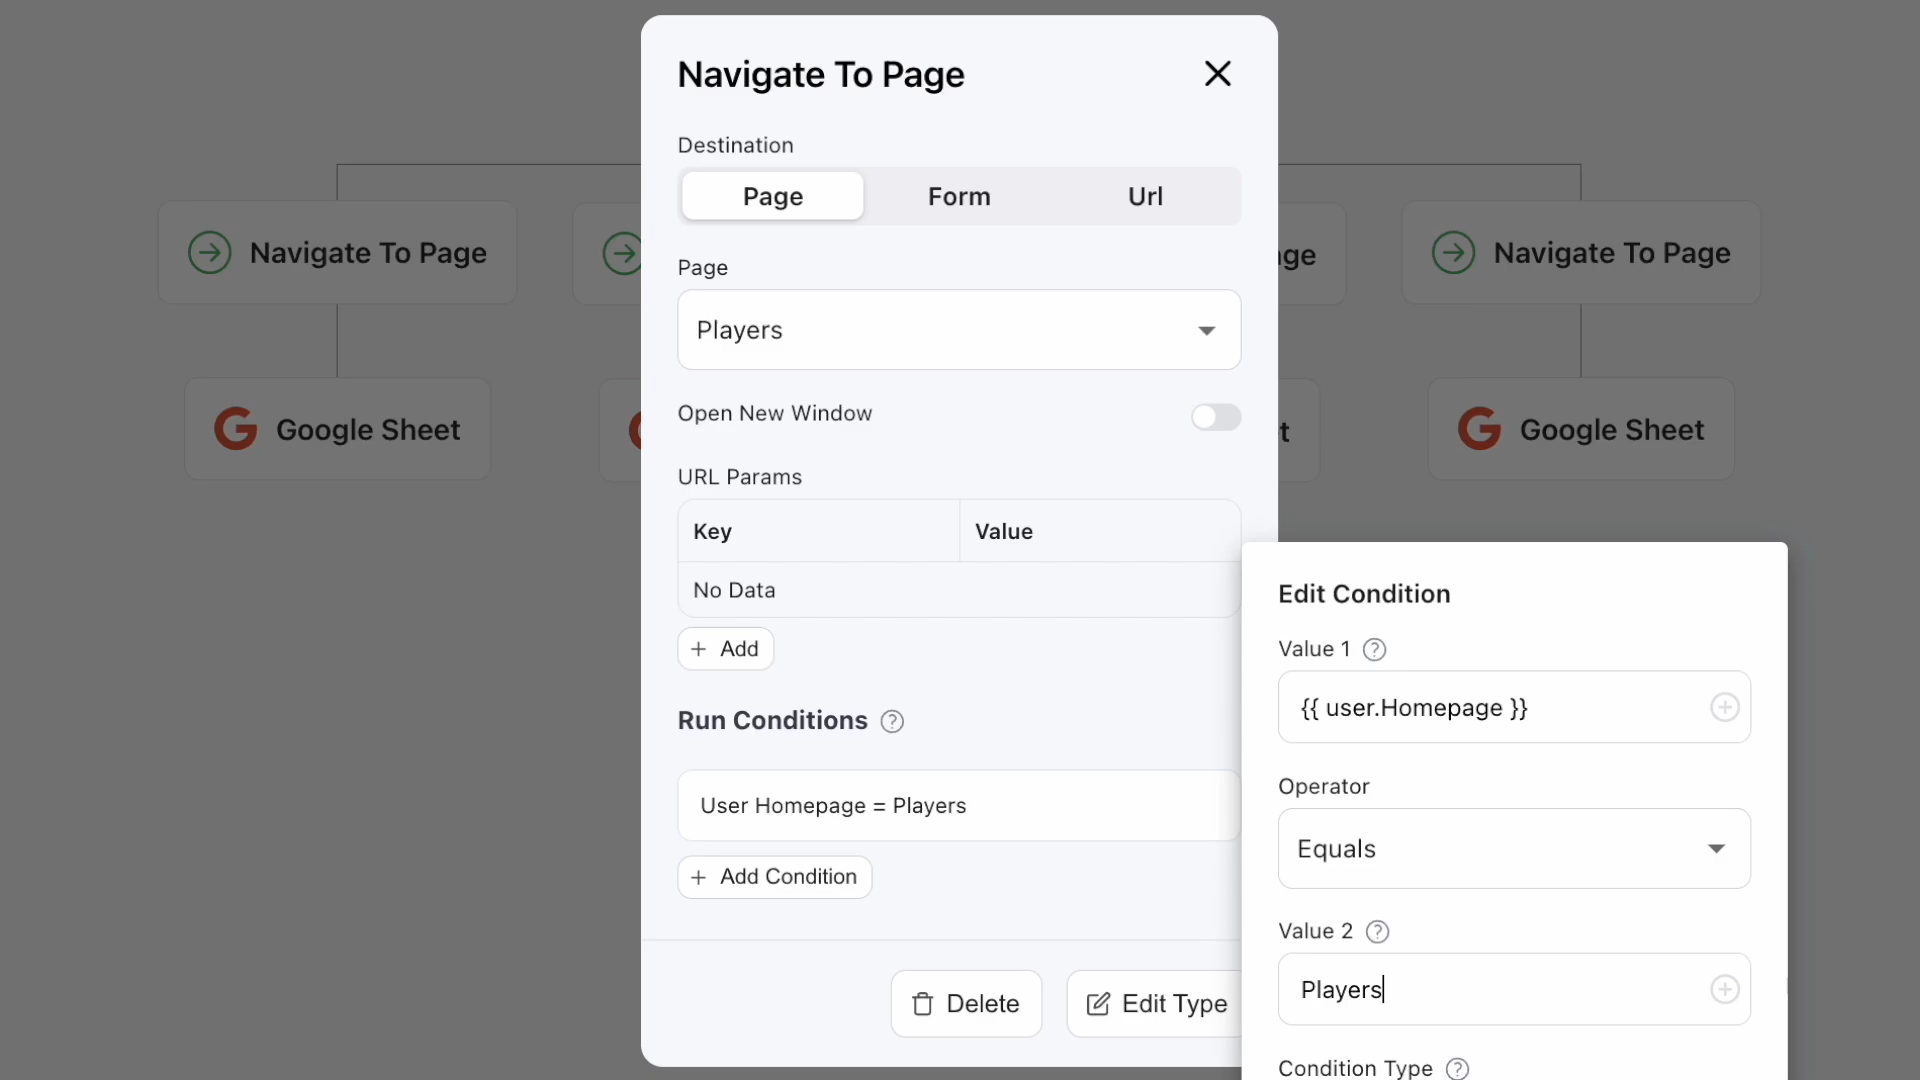 Navigate To Page
Destination
Page Form Url
Navigate To Page
ge
Navigate To Page
Page
Players
Google Sheet
t
Google Sheet
Open New Window
URL Params
Key Value
No Data
+ Add
Run Conditions ?
User Homepage = Players
+ Add Condition
Delete
Edit Type
Edit Condition
Value 1 ?
{{ user.Homepage }}
Operator
Equals
Value 2 ?
Players
Condition Type ?